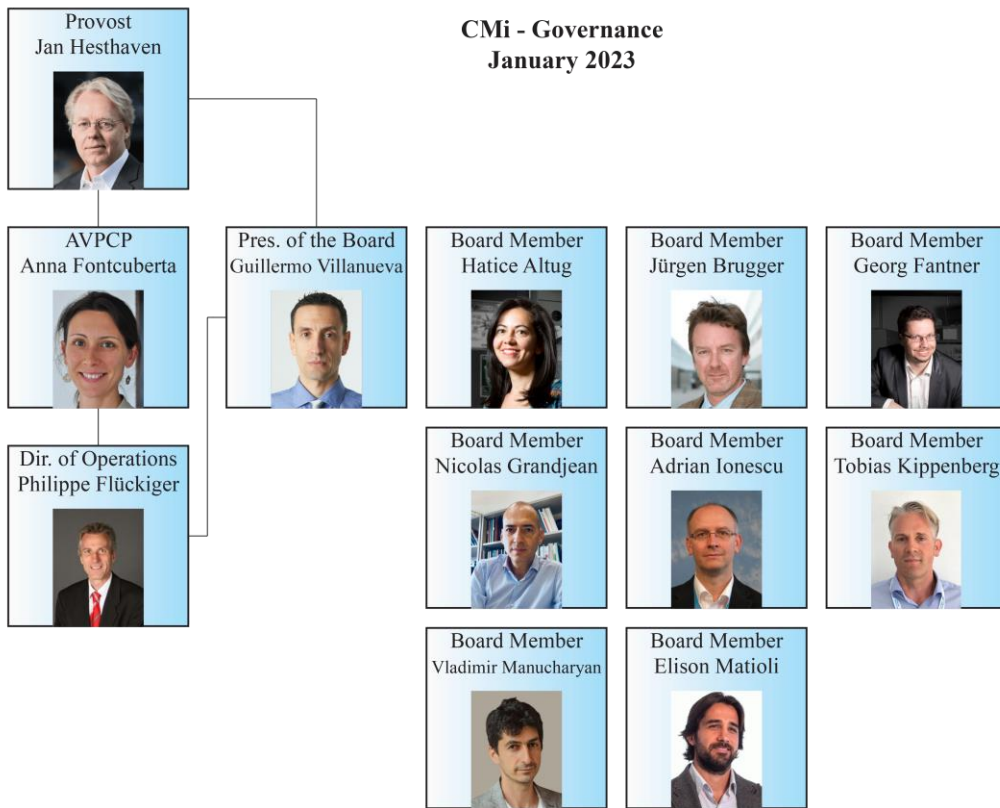 CMi - Governance
January 2023
Provost
Jan Hesthaven
AVPCP
Anna Fontcuberta
Pres. of the Board
Guillermo Villanueva
Board Member
Hatice Altug
Board Member
Jürgen Brugger
Board Member
Georg Fantner
Dir. of Operations
Philippe Flückiger
Board Member
Nicolas Grandjean
Board Member
Adrian Ionescu
Board Member
Tobias Kippenberg
Board Member
Vladimir Manucharyan
Board Member
Elison Matioli